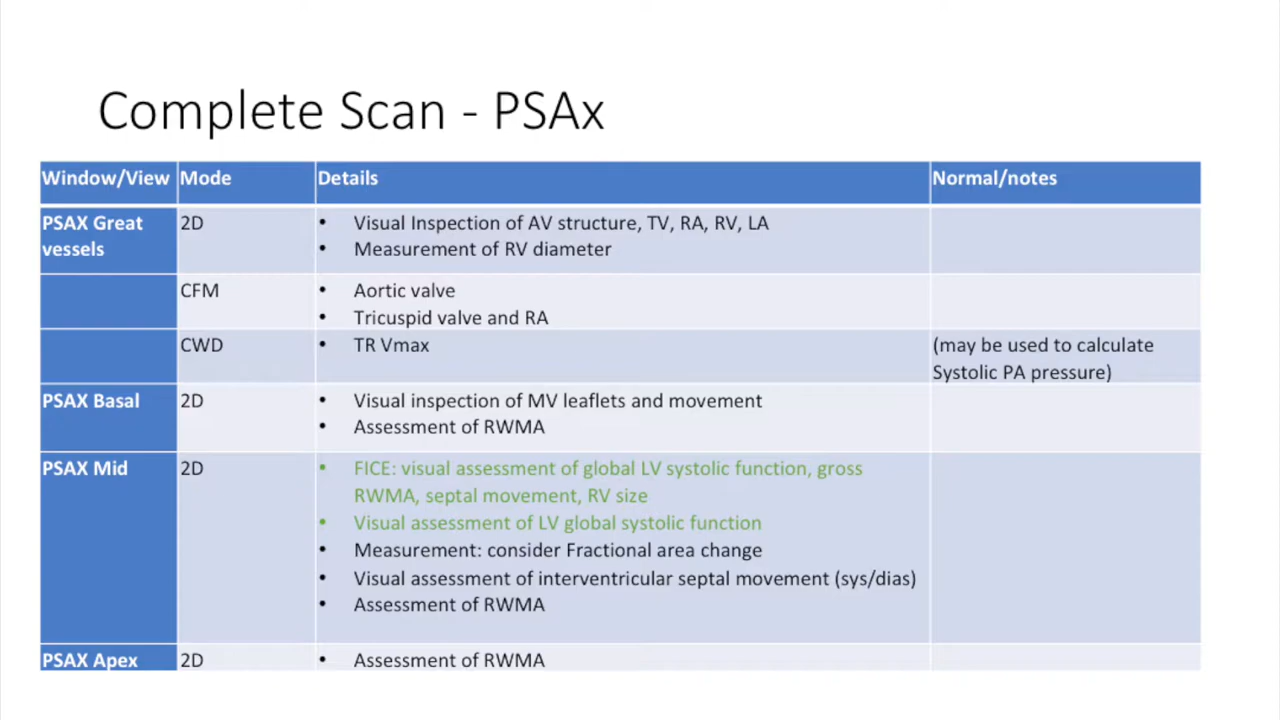 Complete Scan - PSAx
Window/View Mode Details Normal/notes
PSAX Great vessels 2D • Visual Inspection of AV structure, TV, RA, RV, LA
• Measurement of RV diameter
CFM • Aortic valve
• Tricuspid valve and RA
CWD • TR Vmax (may be used to calculate
Systolic PA pressure)
PSAX Basal 2D • Visual inspection of MV leaflets and movement
• Assessment of RWMA
PSAX Mid 2D • FICE: visual assessment of global LV systolic function, gross
RWMA, septal movement, RV size
• Visual assessment of LV global systolic function
• Measurement: consider Fractional area change
• Visual assessment of interventricular septal movement (sys/dias)
• Assessment of RWMA
PSAX Apex 2D • Assessment of RWMA